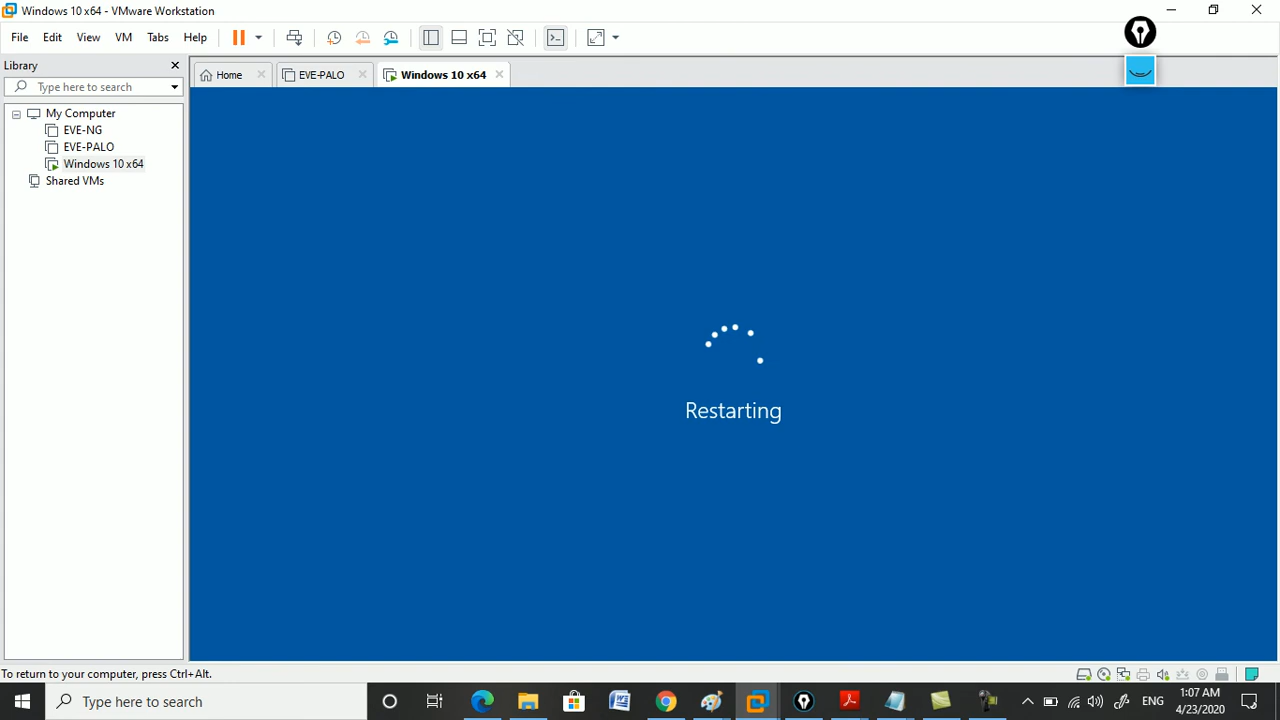 Windows 10 x64 - VMware Workstation
File Edit View VM Tabs Help
Library
Type here to search
My Computer
EVE-NG
EVE-PALO
Windows 10 x64
Shared VMs
Home EVE-PALO Windows 10 x64
Restarting
To return to your computer, press Ctrl+Alt.
Type here to search
ENG
1:07 AM
4/23/2020